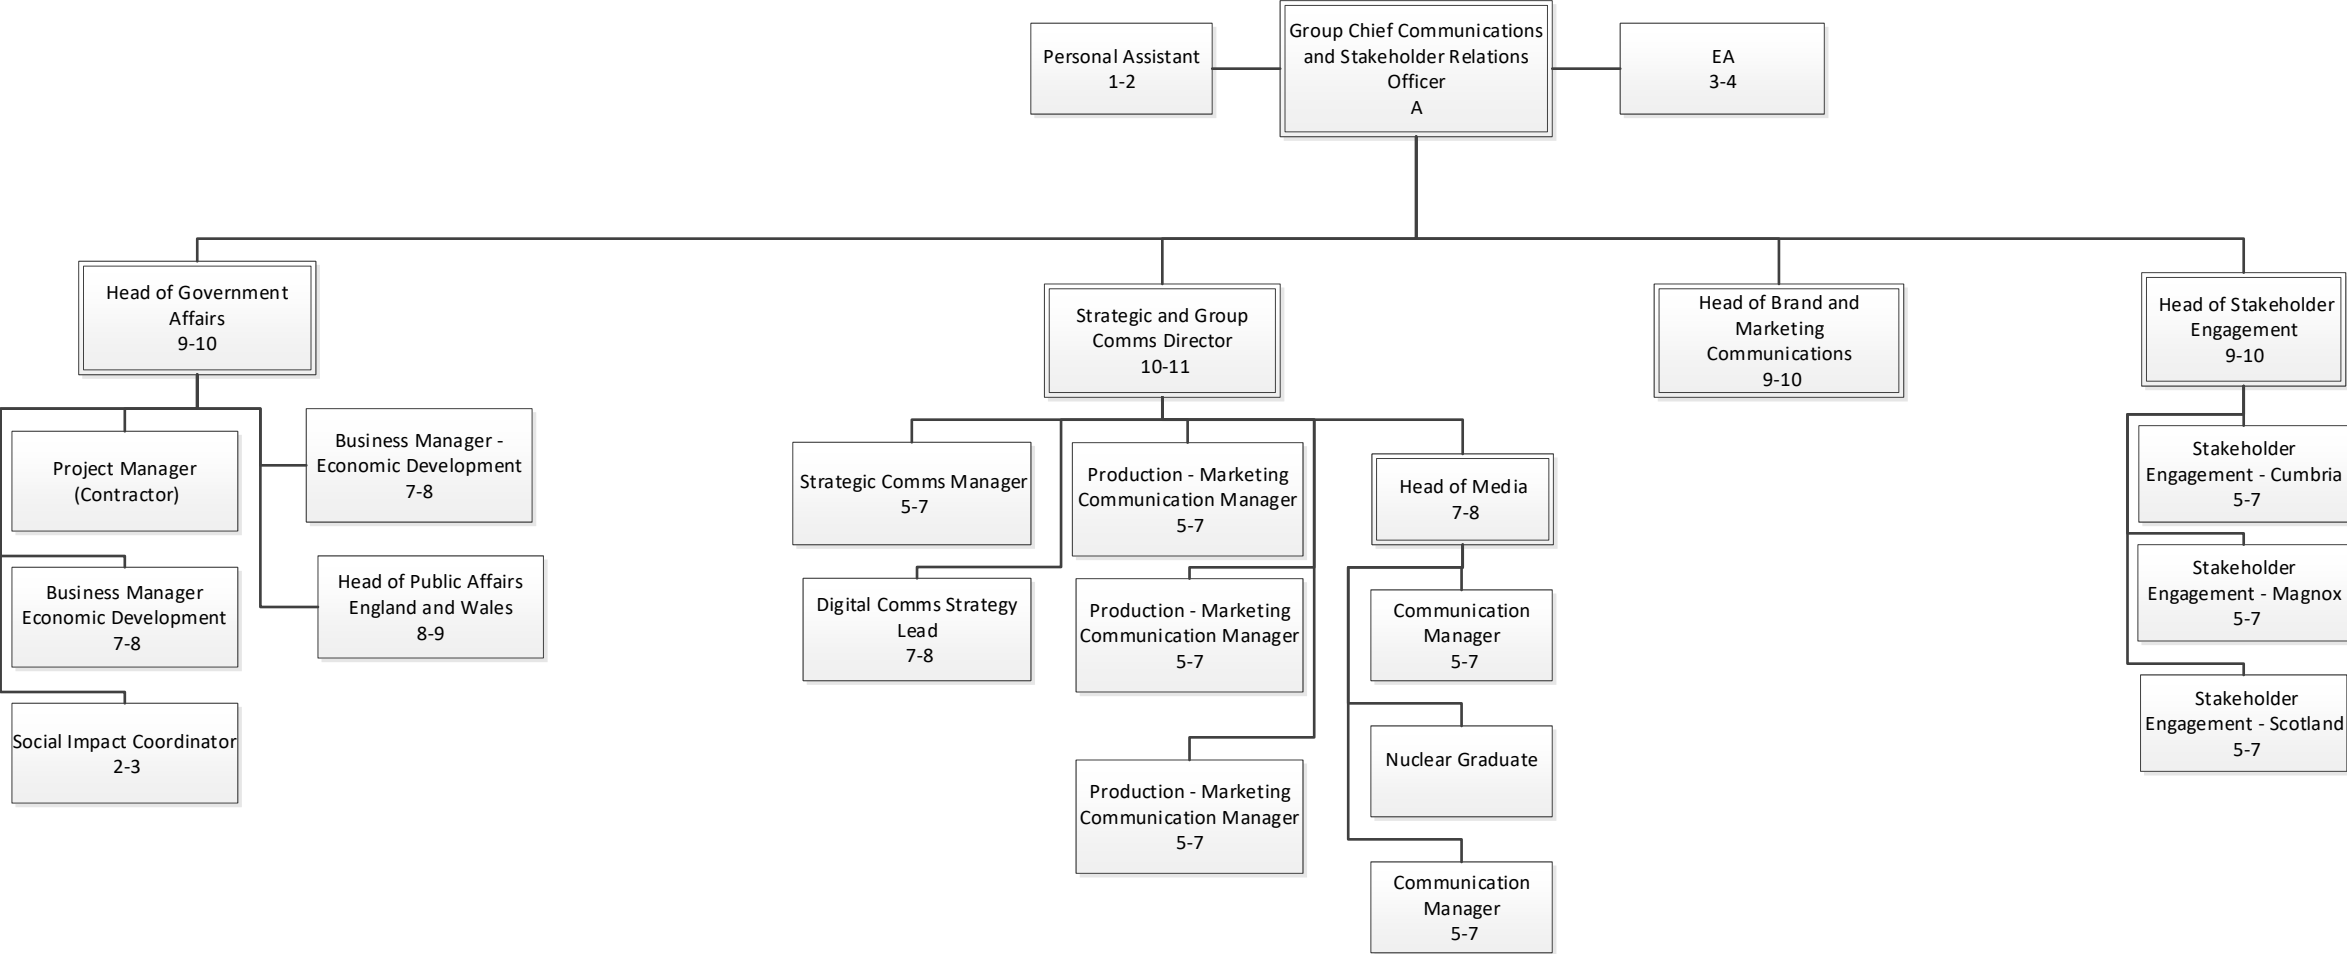 Personal Assistant
1-2
Group Chief Communications
and Stakeholder Relations
Officer
A
EA
3-4
Head of Government
Affairs
9-10
Strategic and Group
Comms Director
10-11
Head of Brand and
Marketing
Communications
9-10
Head of Stakeholder
Engagement
9-10
Project Manager
(Contractor)
Business Manager -
Economic Development
7-8
Business Manager
Economic Development
7-8
Head of Public Affairs
England and Wales
8-9
Social Impact Coordinator
2-3
Strategic Comms Manager
5-7
Digital Comms Strategy
Lead
7-8
Production - Marketing
Communication Manager
5-7
Production - Marketing
Communication Manager
5-7
Production - Marketing
Communication Manager
5-7
Head of Media
7-8
Communication
Manager
5-7
Nuclear Graduate
Communication
Manager
5-7
Stakeholder
Engagement - Cumbria
5-7
Stakeholder
Engagement - Magnox
5-7
Stakeholder
Engagement - Scotland
5-7